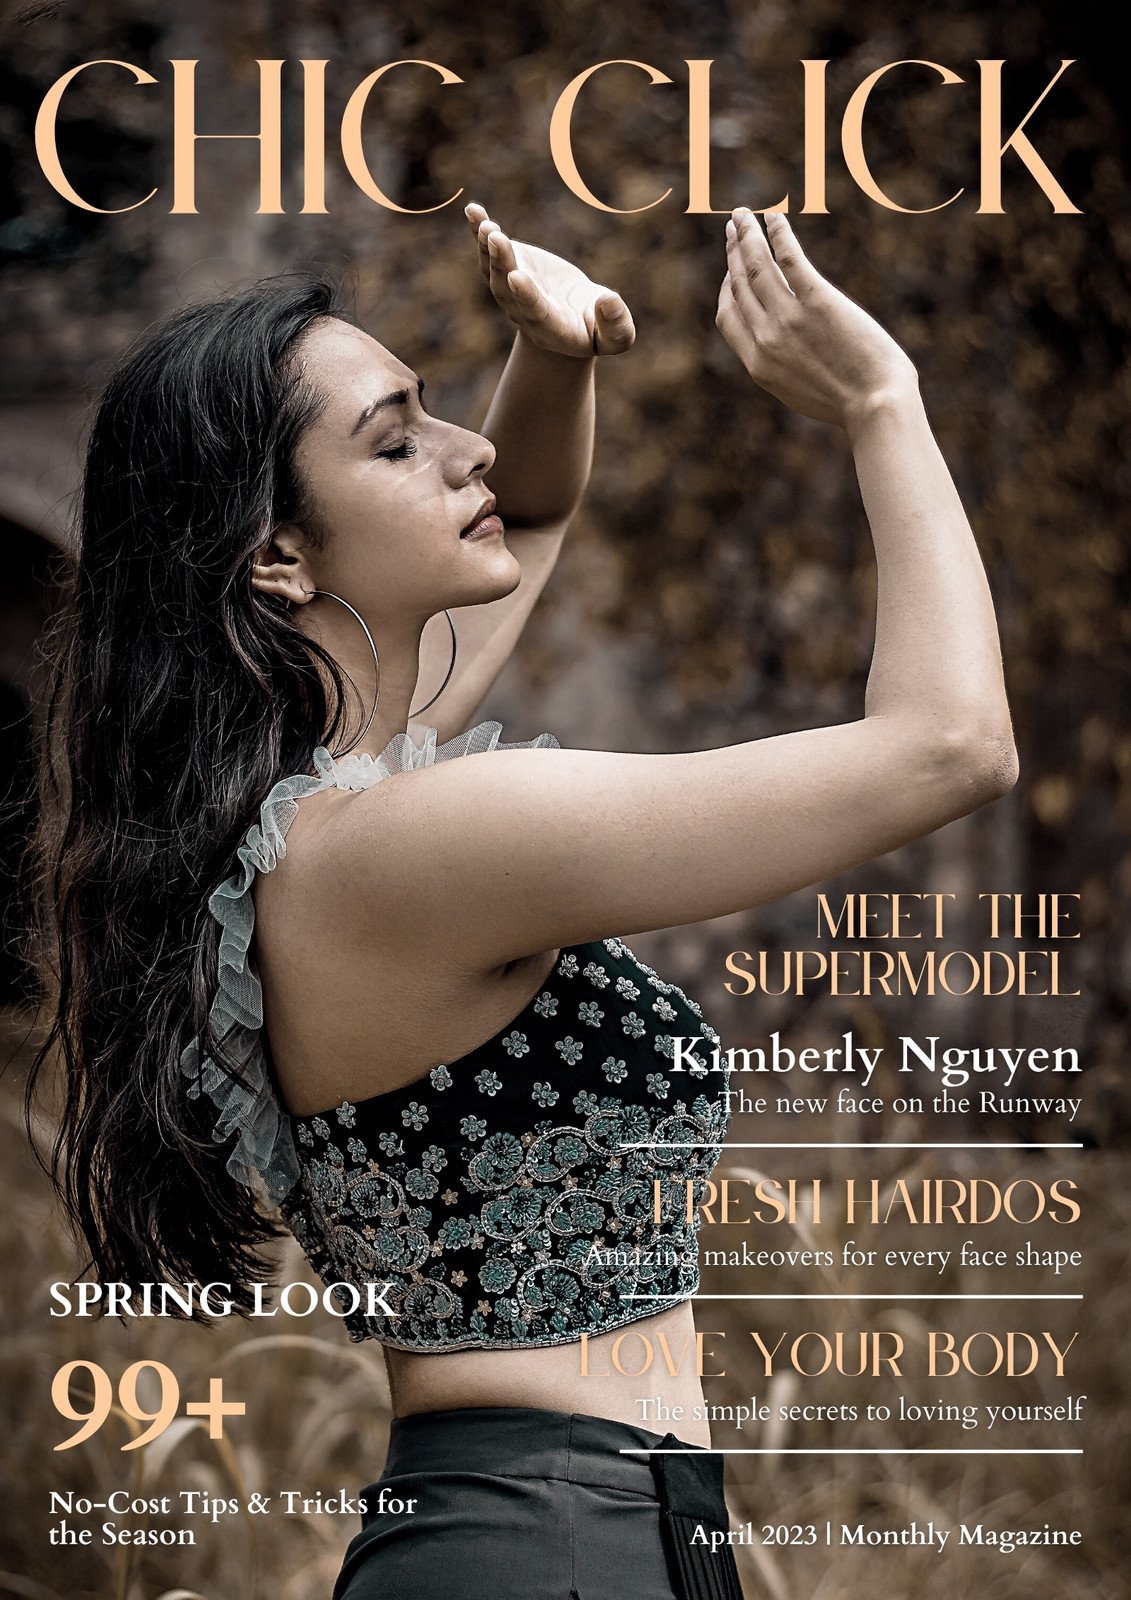 CHIC CLICK
MEET THE
SUPERMODEL
Kimberly Nguyen
The new face on the Runway
FRESH HAIRDOS
Amazing makeovers for every face shape
LOVE YOUR BODY
The simple secrets to loving yourself
SPRING LOOK
99+
No-Cost Tips & Tricks for
the Season
April 2023 | Monthly Magazine